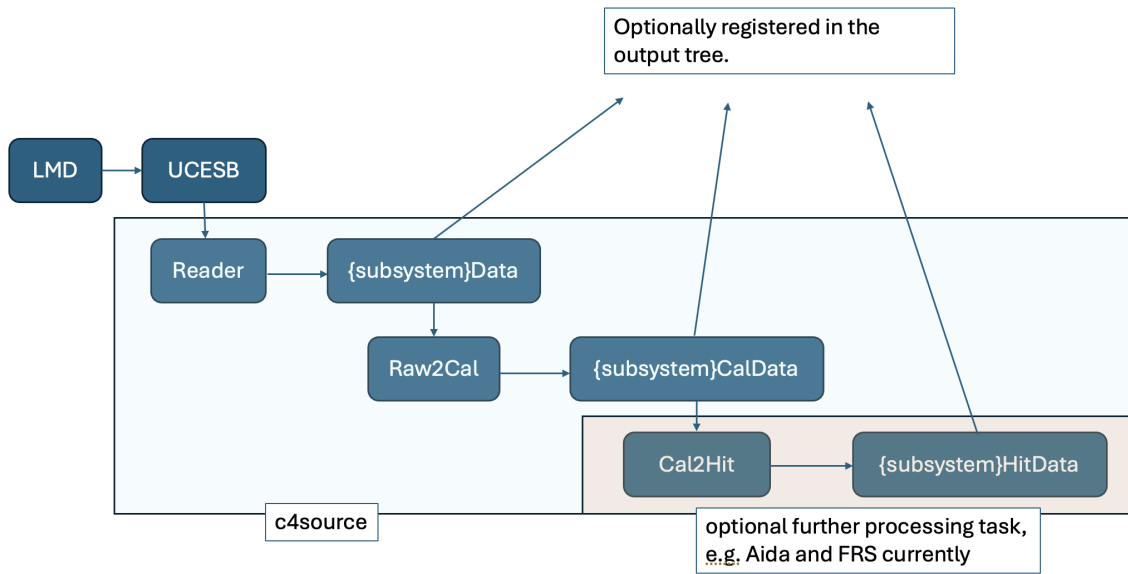 Optionally registered in the
output tree.
LMD
UCESB
Reader
{subsystem}Data
Raw2Cal
{subsystem}CalData
Cal2Hit
{subsystem}HitData
c4source
optional further processing task,
e.g. Aida and FRS currently